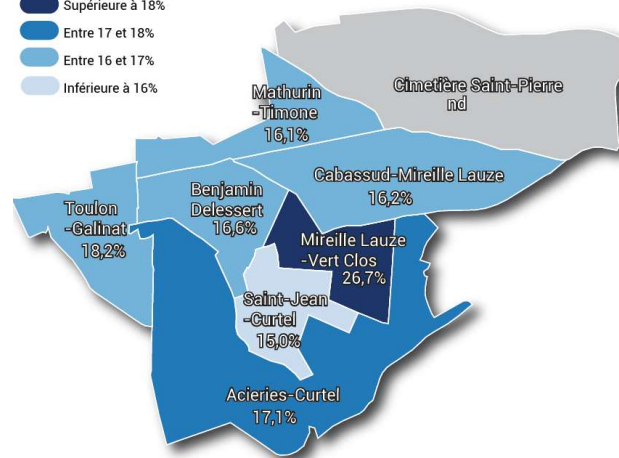 Supérieure à 18%
Entre 17 et 18%
Entre 16 et 17%
Inférieure à 16%
Mathurin
-Timone
16,1%
Cimetière Saint-Pierre
nd
Cabassud-Mireille Lauze
16,2%
Benjamin
Delessert
16,6%
Toulon
-Galinat
18,2%
Mireille Lauze
-Vert Clos
26,7%
Saint-Jean
-Curtel
15,0%
Acieries-Curtel
17,1%